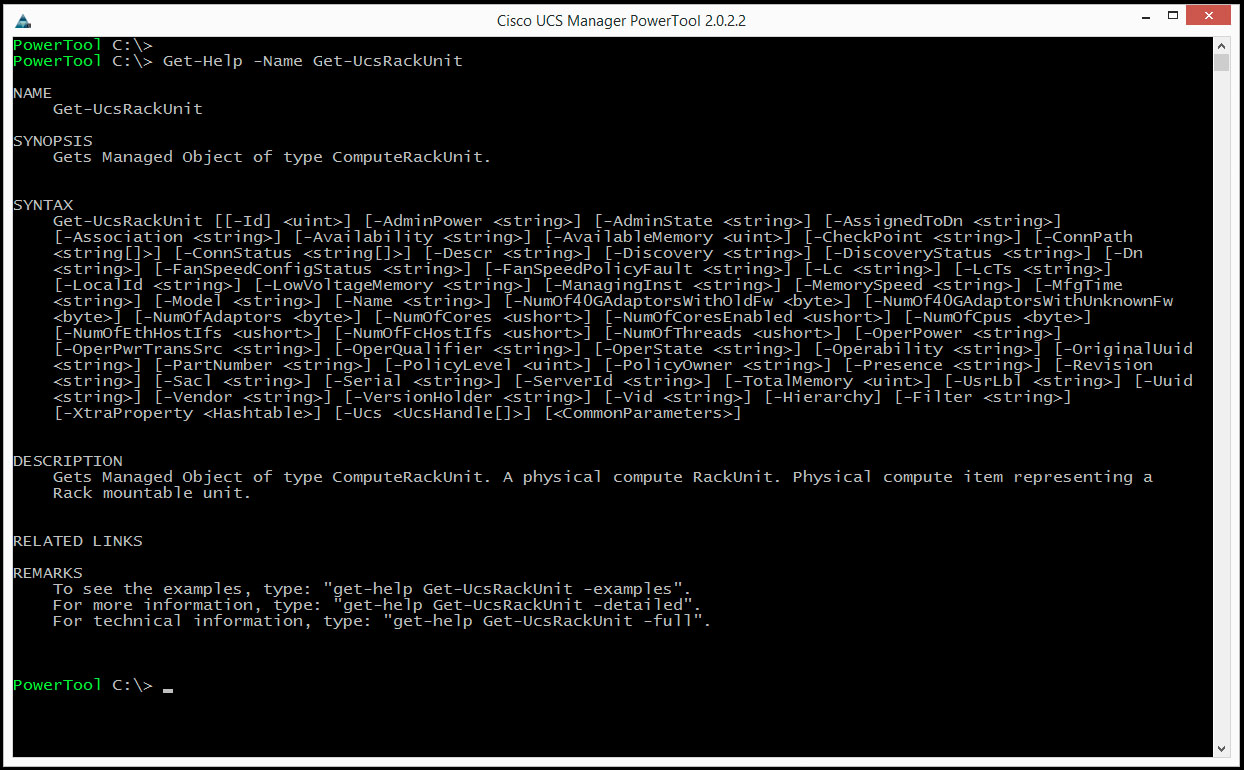 Cisco UCS Manager PowerTool 2.0.2.2
PowerTool C:\>
PowerTool C:\> Get-Help -Name Get-UcsRackUnit
NAME
    Get-UcsRackUnit
SYNOPSIS
    Gets Managed Object of type ComputeRackUnit.
SYNTAX
    Get-UcsRackUnit [[-Id] <uint>] [-AdminPower <string>] [-AdminState <string>] [-AssignedToDn <string>]
    [-Association <string>] [-Availability <string>] [-AvailableMemory <uint>] [-CheckPoint <string>] [-ConnPath
    <string[]>] [-ConnStatus <string[]>] [-Descr <string>] [-Discovery <string>] [-DiscoveryStatus <string>] [-Dn
    <string>] [-FanSpeedConfigStatus <string>] [-FanSpeedPolicyFault <string>] [-Lc <string>] [-LcTs <string>]
    [-LocalId <string>] [-LowVoltageMemory <string>] [-ManagingInst <string>] [-MemorySpeed <string>] [-MfgTime
    <string>] [-Model <string>] [-Name <string>] [-NumOf40GAdaptorsWithOldFw <byte>] [-NumOf40GAdaptorsWithUnknownFw
    <byte>] [-NumOfAdaptors <byte>] [-NumOfCores <ushort>] [-NumOfCoresEnabled <ushort>] [-NumOfCpus <byte>]
    [-NumOfEthHostIfs <ushort>] [-NumOfFcHostIfs <ushort>] [-NumOfThreads <ushort>] [-OperPower <string>]
    [-OperPwrTransSrc <string>] [-OperQualifier <string>] [-OperState <string>] [-Operability <string>] [-OriginalUuid
    <string>] [-PartNumber <string>] [-PolicyLevel <uint>] [-PolicyOwner <string>] [-Presence <string>] [-Revision
    <string>] [-Sacl <string>] [-Serial <string>] [-ServerId <string>] [-TotalMemory <uint>] [-UsrLbl <string>] [-Uuid
    <string>] [-Vendor <string>] [-VersionHolder <string>] [-Vid <string>] [-Hierarchy] [-Filter <string>]
    [-XtraProperty <Hashtable>] [-Ucs <UcsHandle[]>] [<CommonParameters>]
DESCRIPTION
    Gets Managed Object of type ComputeRackUnit. A physical compute RackUnit. Physical compute item representing a
    Rack mountable unit.
RELATED LINKS
REMARKS
    To see the examples, type: "get-help Get-UcsRackUnit -examples".
    For more information, type: "get-help Get-UcsRackUnit -detailed".
    For technical information, type: "get-help Get-UcsRackUnit -full".
PowerTool C:\> _